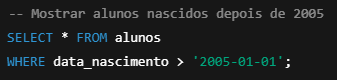 -- Mostrar alunos nascidos depois de 2005
SELECT * FROM alunos
WHERE data_nascimento > '2005-01-01';